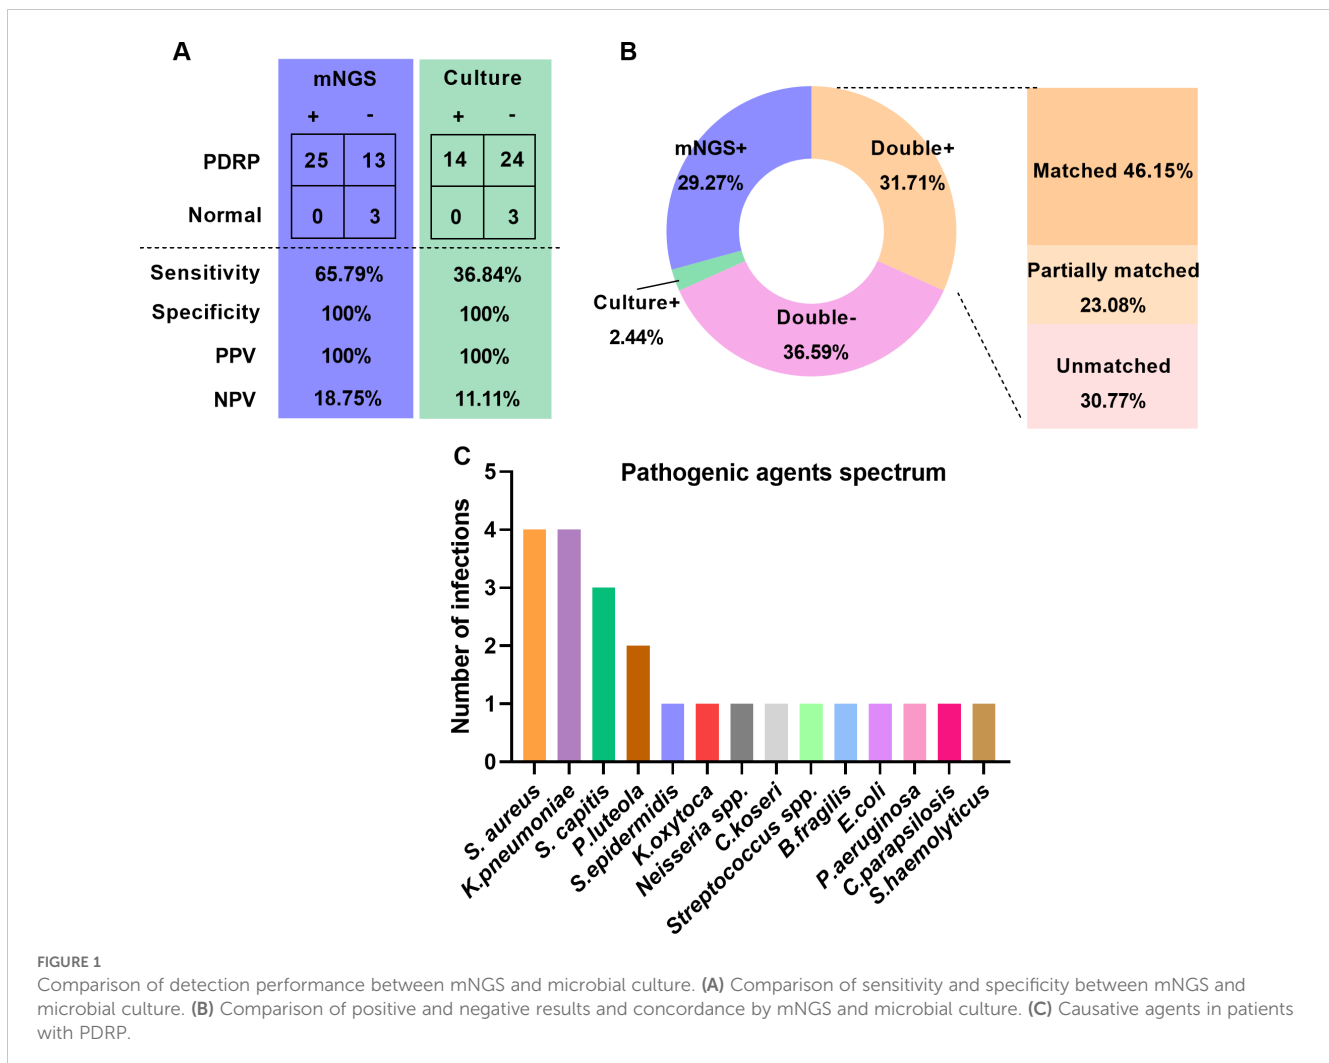 A
mNGS
Culture
+ -
+ -
PDRP 25 13 14 24
Normal 0 3 0 3
Sensitivity 65.79% 36.84%
Specificity 100% 100%
PPV 100% 100%
NPV 18.75% 11.11%
B
mNGS+
29.27%
Double+
31.71%
Culture+
2.44%
Double-
36.59%
Matched 46.15%
Partially matched
23.08%
Unmatched
30.77%
C
Pathogenic agents spectrum
Number of infections
5
4
3
2
1
0
S. aureus
K.pneumoniae
S. capitis
P.luteola
S.epidermidis
K.oxytoca
Neisseria spp.
C.koseri
Streptococcus spp.
B.fragilis
E.coli
P.aeruginosa
C.parapsilosis
S.haemolyticus
FIGURE 1
Comparison of detection performance between mNGS and microbial culture. (A) Comparison of sensitivity and specificity between mNGS and
microbial culture. (B) Comparison of positive and negative results and concordance by mNGS and microbial culture. (C) Causative agents in patients
with PDRP.